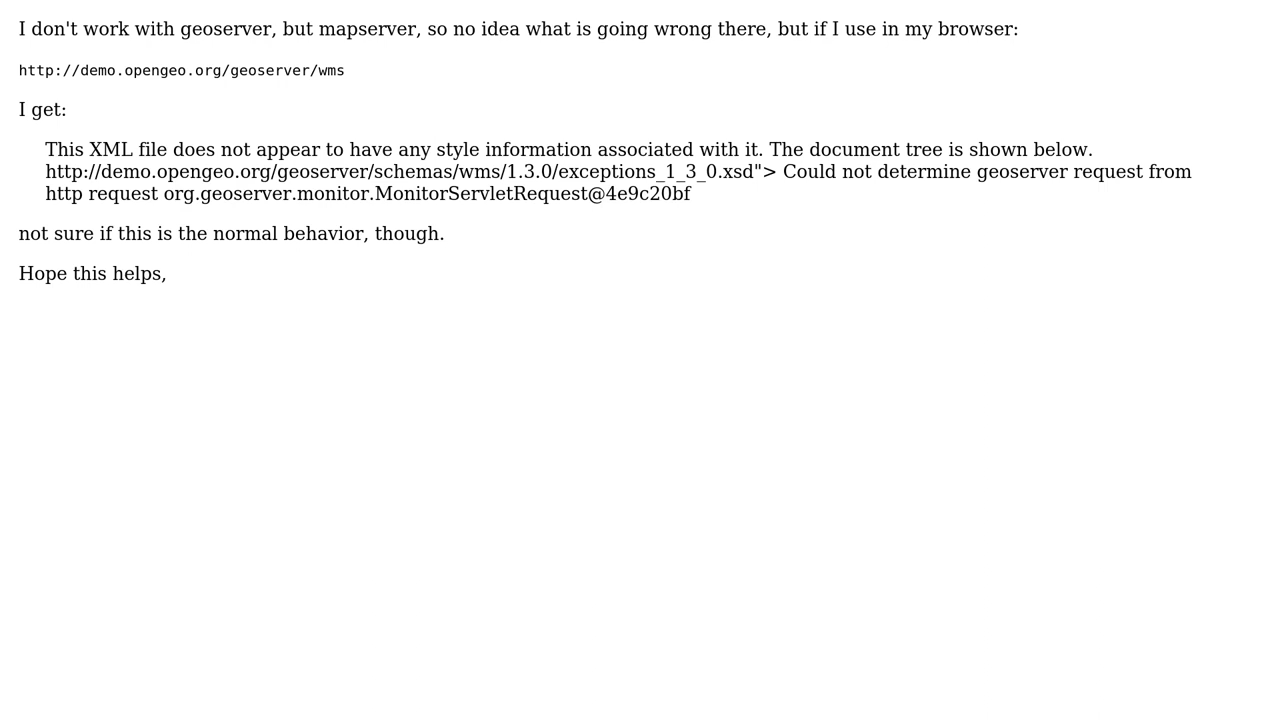 I don't work with geoserver, but mapserver, so no idea what is going wrong there, but if I use in my browser:
http://demo.opengeo.org/geoserver/wms
I get:
This XML file does not appear to have any style information associated with it. The document tree is shown below.
http://demo.opengeo.org/geoserver/schemas/wms/1.3.0/exceptions_1_3_0.xsd"> Could not determine geoserver request from
http request org.geoserver.monitor.MonitorServletRequest@4e9c20bf
not sure if this is the normal behavior, though.
Hope this helps,